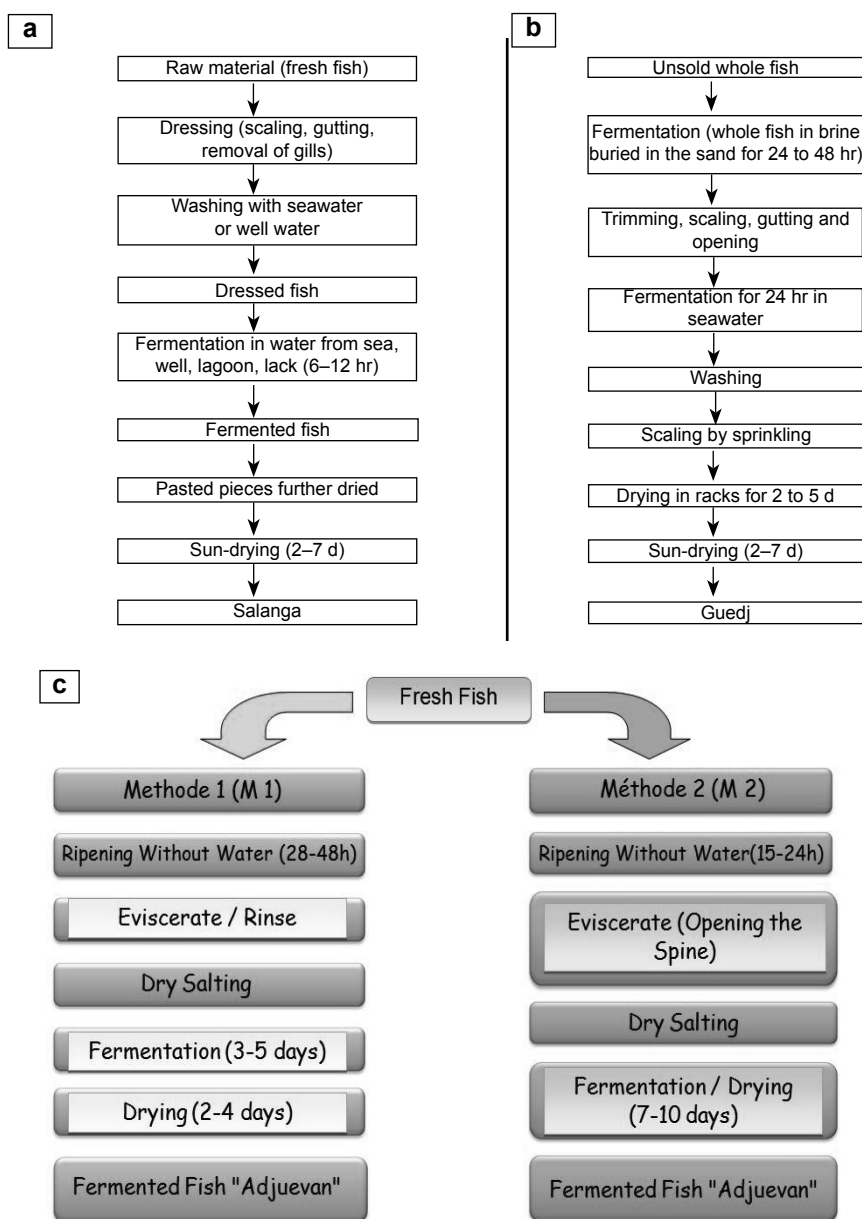 a
Raw material (fresh fish)
Dressing (scaling, gutting,
removal of gills)
Washing with seawater
or well water
Dressed fish
Fermentation in water from sea,
well, lagoon, lack (6–12 hr)
Fermented fish
Pasted pieces further dried
Sun-drying (2–7 d)
Salanga
b
Unsold whole fish
Fermentation (whole fish in brine
buried in the sand for 24 to 48 hr)
Trimming, scaling, gutting and
opening
Fermentation for 24 hr in
seawater
Washing
Scaling by sprinkling
Drying in racks for 2 to 5 d
Sun-drying (2–7 d)
Guedj
c
Fresh Fish
Methode 1 (M 1)
Ripening Without Water (28-48h)
Eviscerate / Rinse
Dry Salting
Fermentation (3-5 days)
Drying (2-4 days)
Fermented Fish "Adjuevan"
Méthode 2 (M 2)
Ripening Without Water(15-24h)
Eviscerate (Opening the
Spine)
Dry Salting
Fermentation / Drying
(7-10 days)
Fermented Fish "Adjuevan"